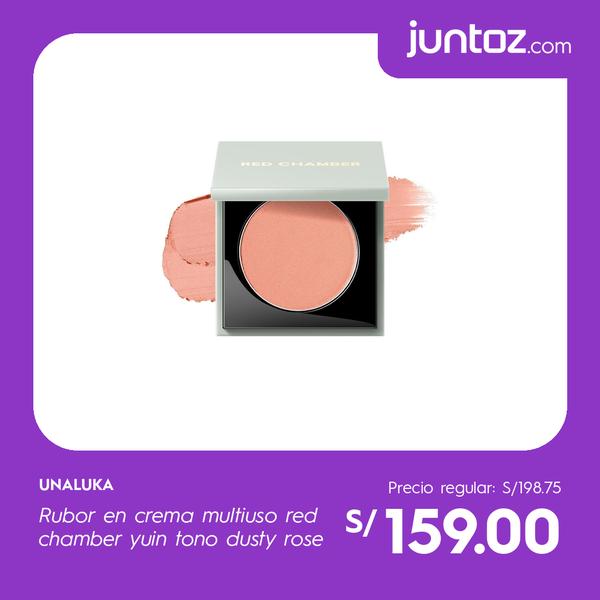 juntoz.com
RED CHAMBER
UNALUKA
Rubor en crema multiuso red
chamber yuin tono dusty rose
Precio regular: S/198.75
S/159.00